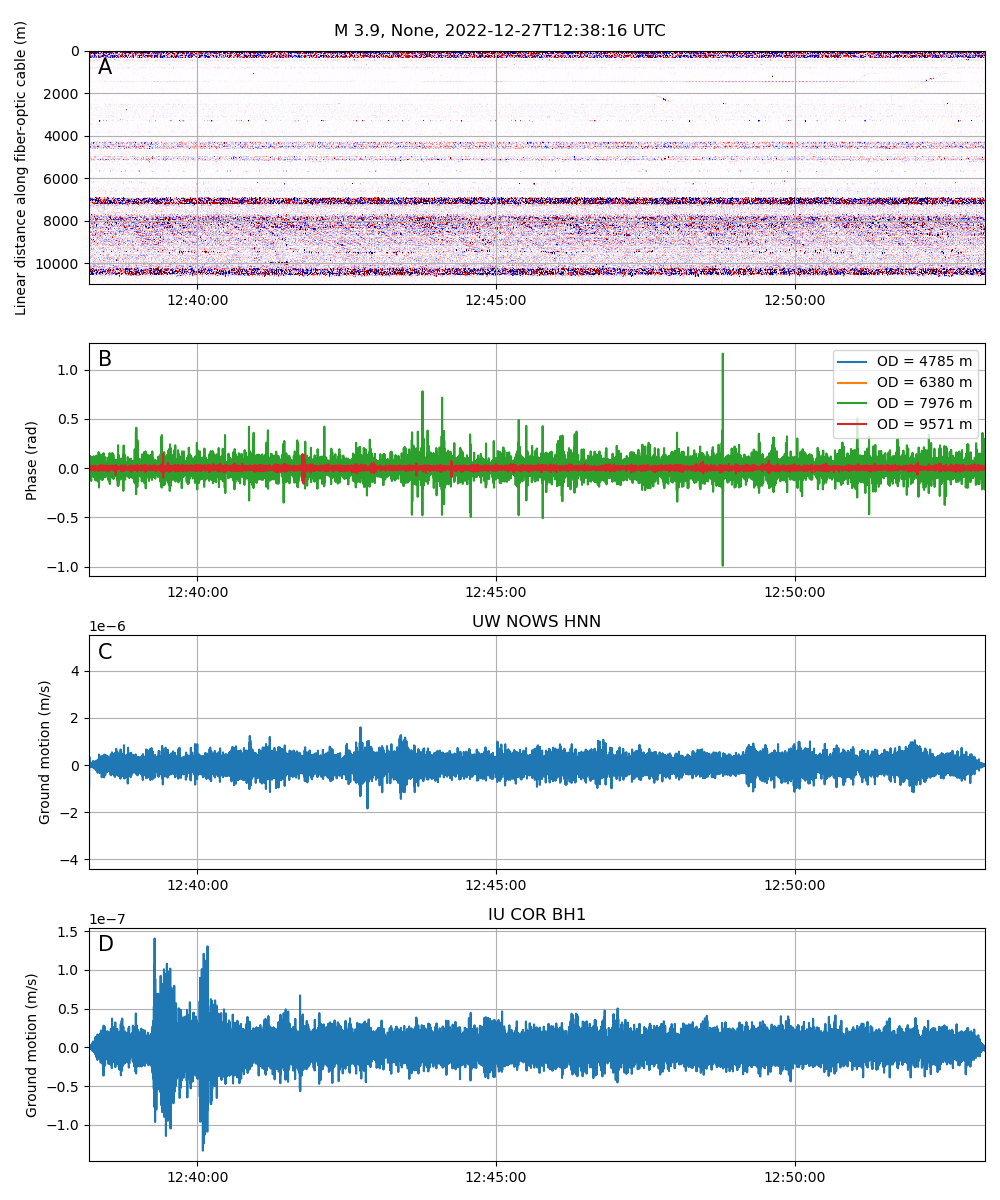 M 3.9, None, 2022-12-27T12:38:16 UTC
Linear distance along fiber-optic cable (m)
A
0
2000
4000
6000
8000
10000
12:40:00 12:45:00 12:50:00
B
Phase (rad)
1.0
0.5
0.0
−0.5
−1.0
OD = 4785 m
OD = 6380 m
OD = 7976 m
OD = 9571 m
12:40:00 12:45:00 12:50:00
UW NOWS HNN
1e−6
C
Ground motion (m/s)
4
2
0
−2
−4
12:40:00 12:45:00 12:50:00
IU COR BH1
1e−7
D
Ground motion (m/s)
1.5
1.0
0.5
0.0
−0.5
−1.0
12:40:00 12:45:00 12:50:00